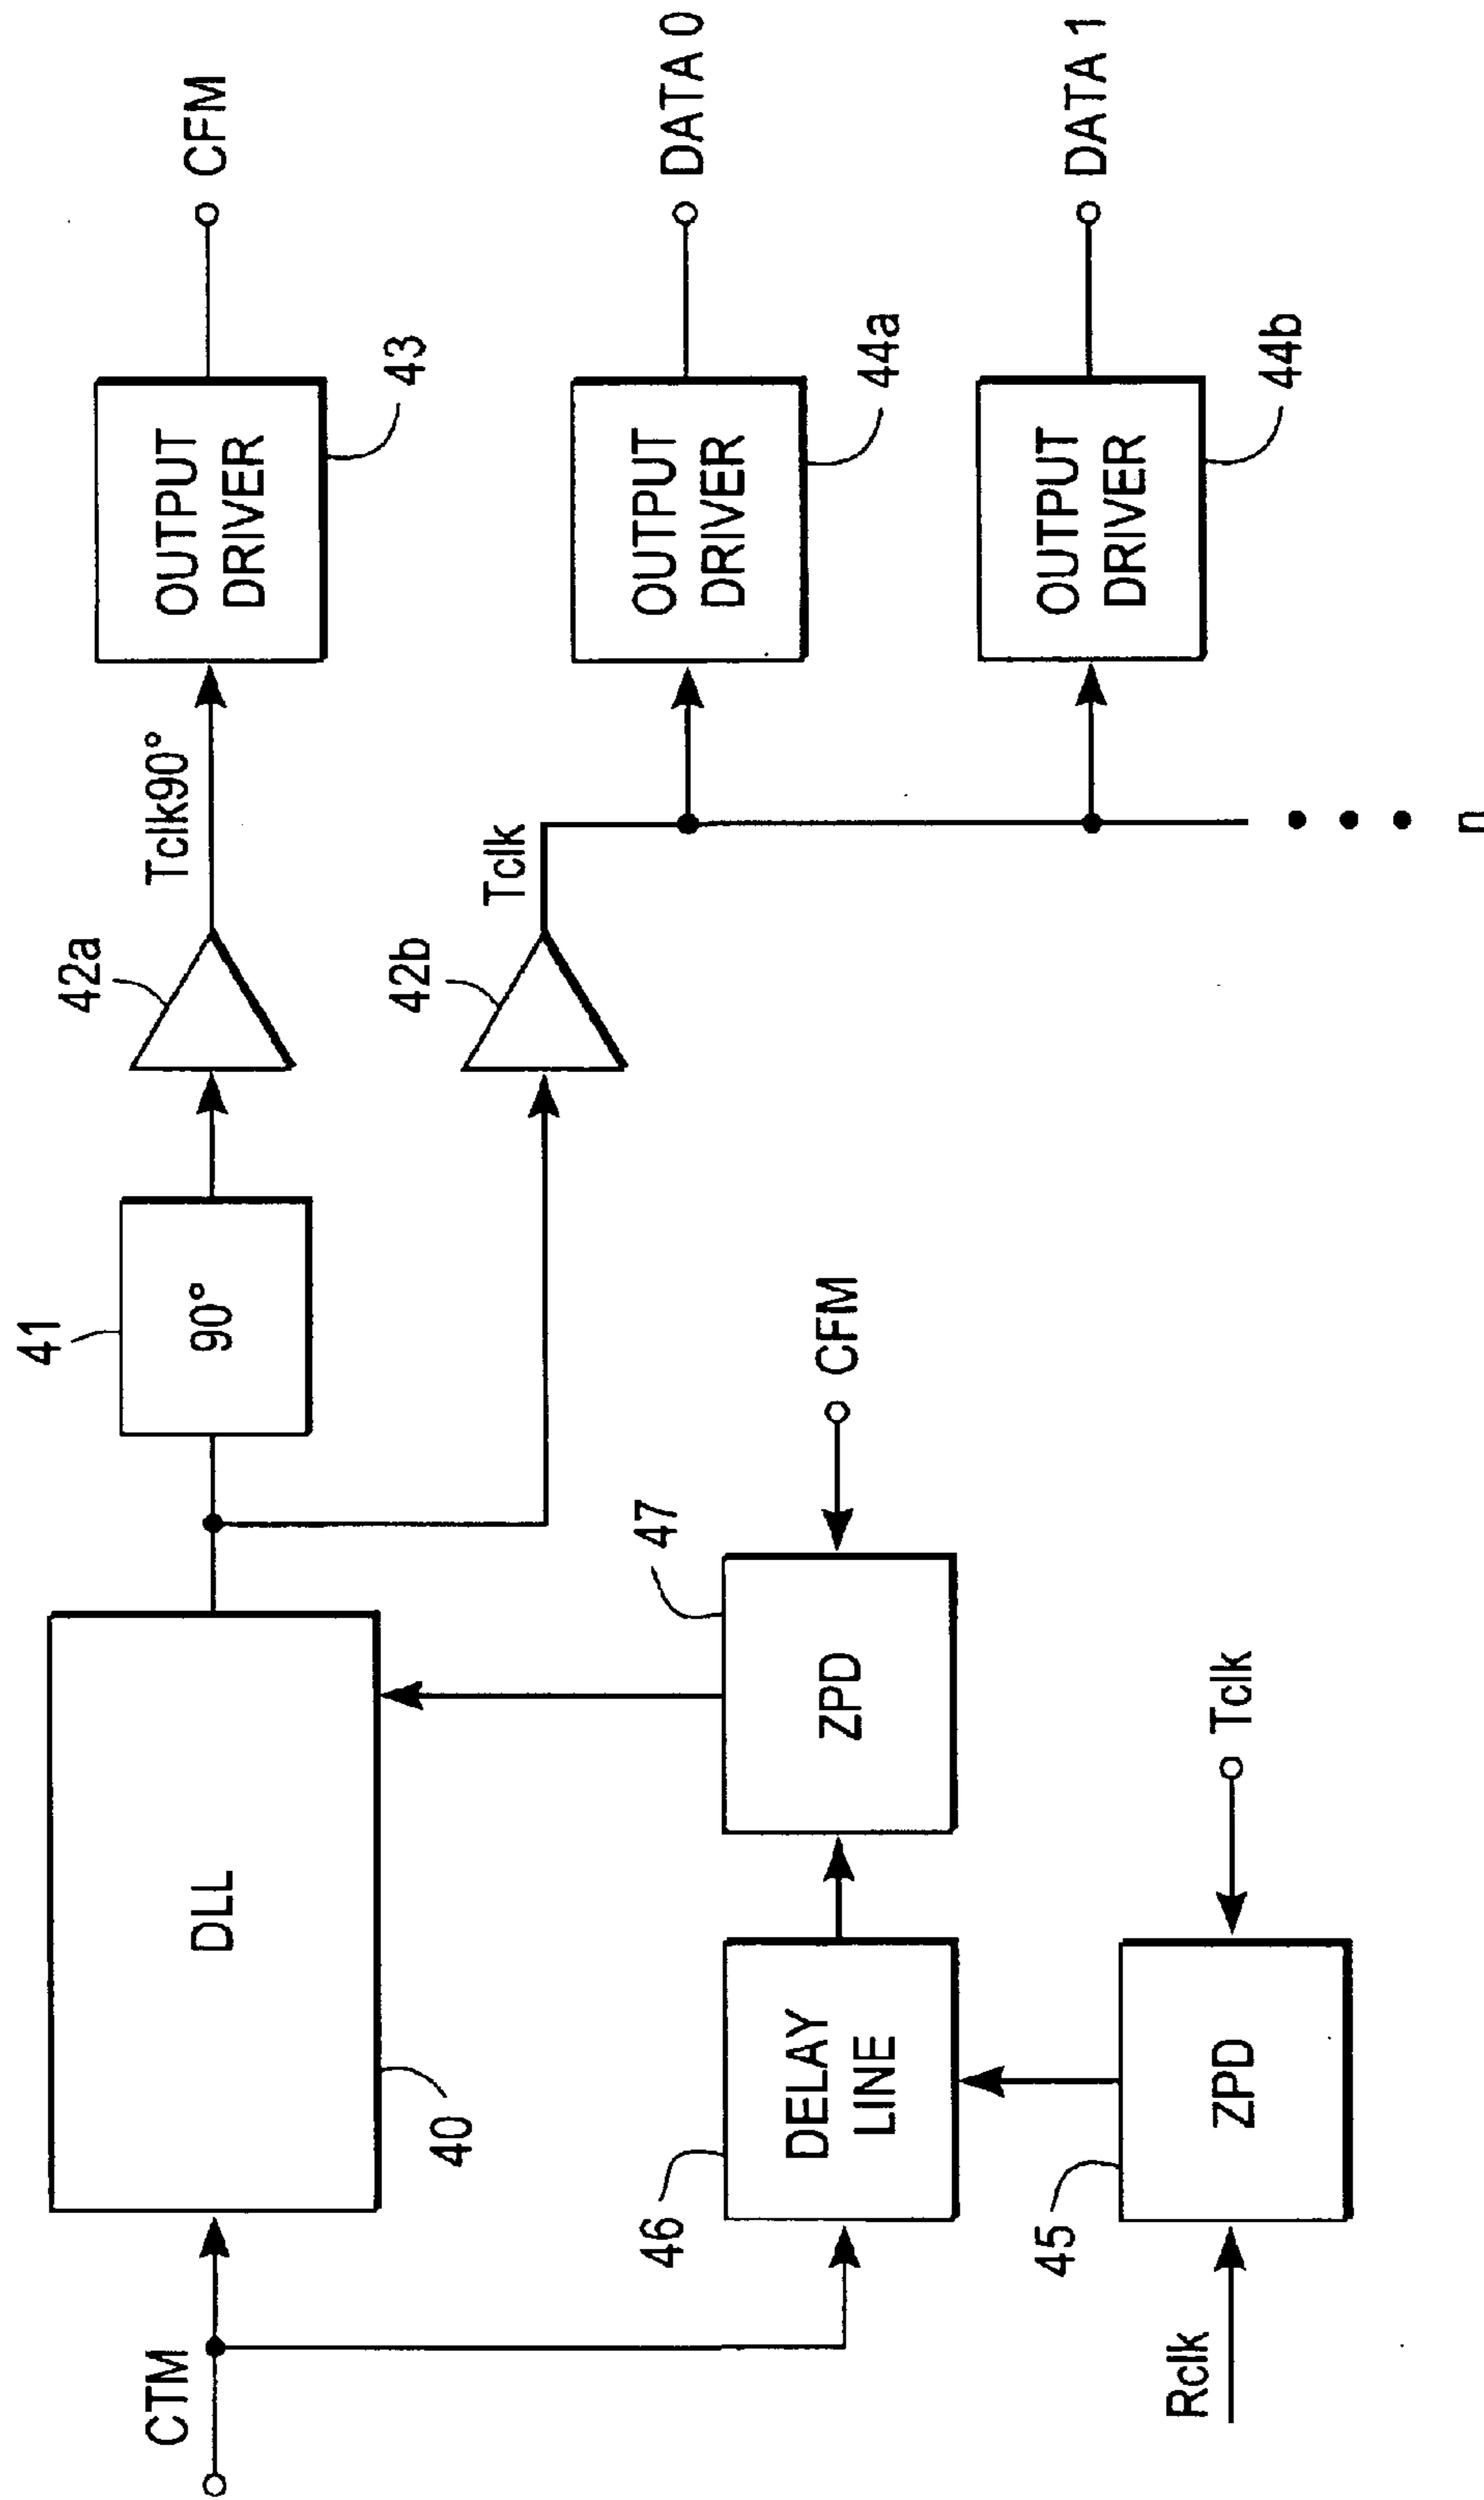 41
42a
Tclk90°
CTM
DLL
90°
OUTPUT
DRIVER
CFM
40
42b
Tclk
43
47
46
DELAY
LINE
ZPD
CFM
OUTPUT
DRIVER
DATA 0
44a
45
Rclk
ZPD
Tclk
OUTPUT
DRIVER
DATA 1
44b
n